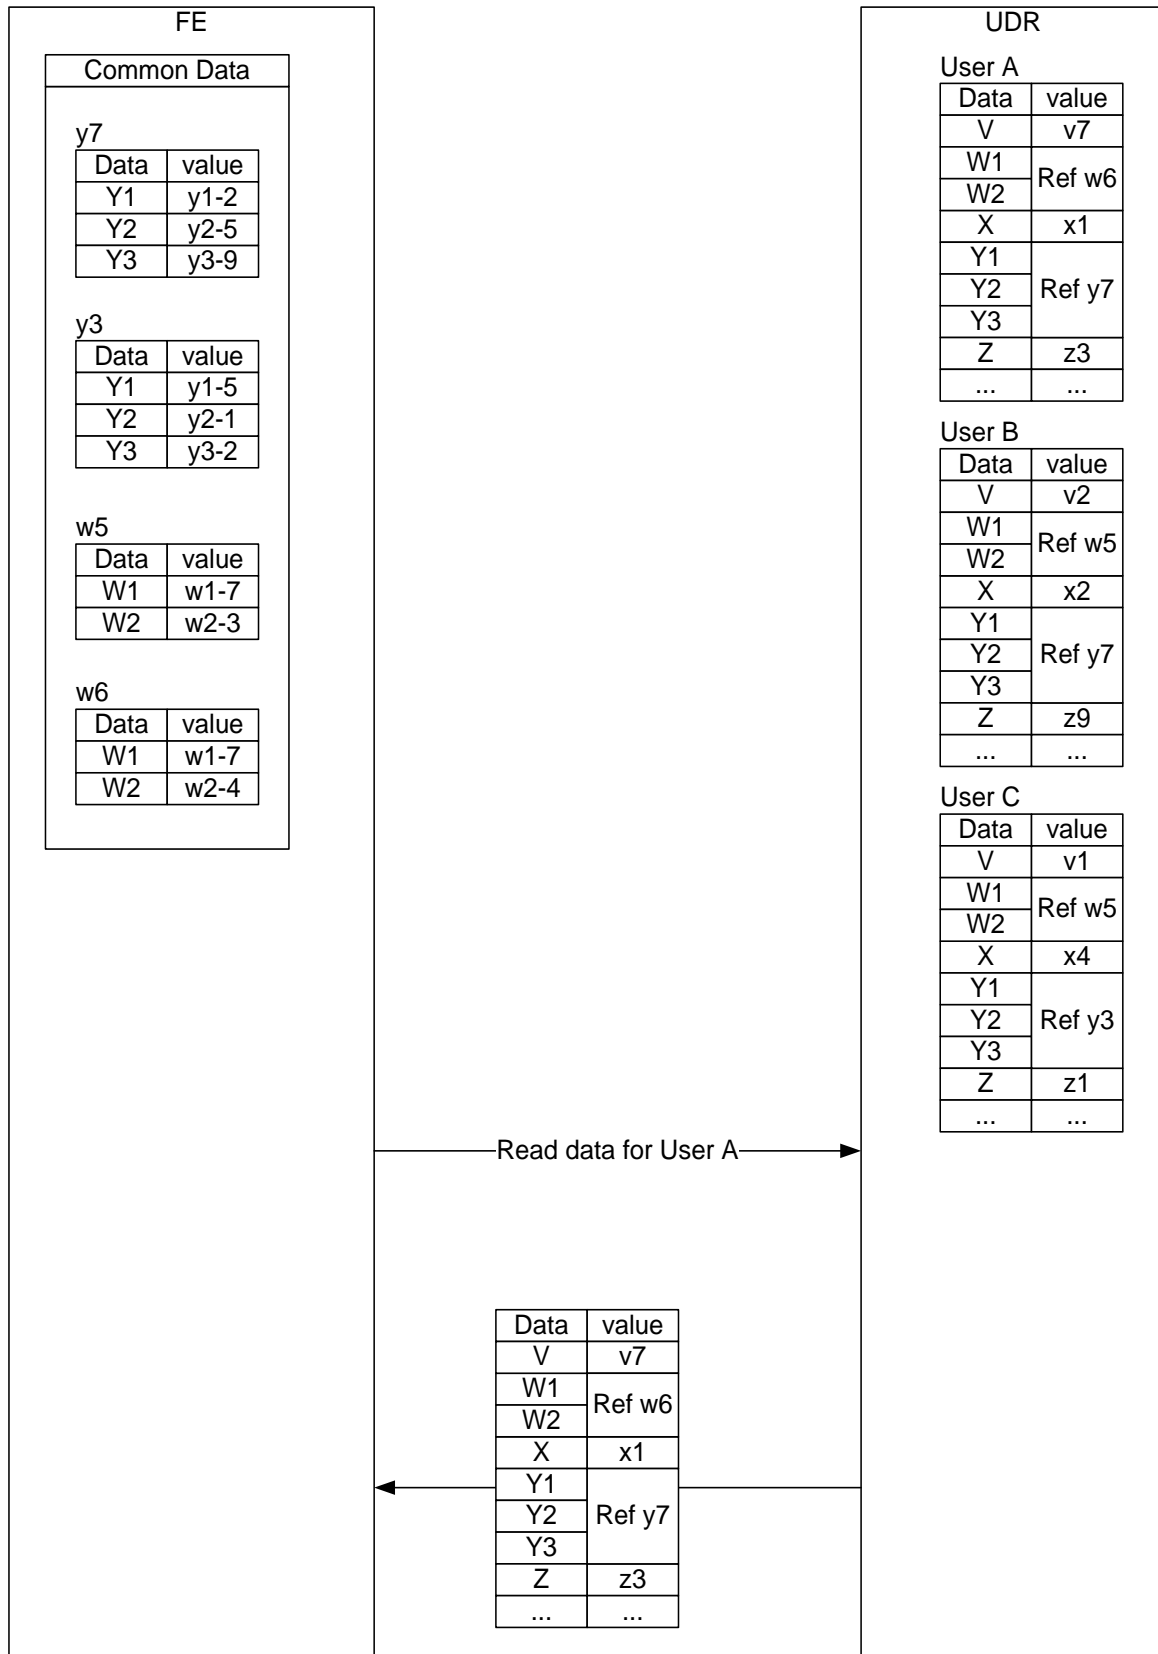 FE
Common Data
y7
Data value
Y1 y1-2
Y2 y2-5
Y3 y3-9
y3
Data value
Y1 y1-5
Y2 y2-1
Y3 y3-2
w5
Data value
W1 w1-7
W2 w2-3
w6
Data value
W1 w1-7
W2 w2-4
UDR
User A
Data value
V v7
W1
Ref w6
W2
X x1
Y1
Y2 Ref y7
Y3
Z z3
... ...
User B
Data value
V v2
W1
Ref w5
W2
X x2
Y1
Y2 Ref y7
Y3
Z z9
... ...
User C
Data value
V v1
W1
Ref w5
W2
X x4
Y1
Y2 Ref y3
Y3
Z z1
... ...
Read data for User A
Data value
V v7
W1
Ref w6
W2
X x1
Y1
Y2 Ref y7
Y3
Z z3
... ...